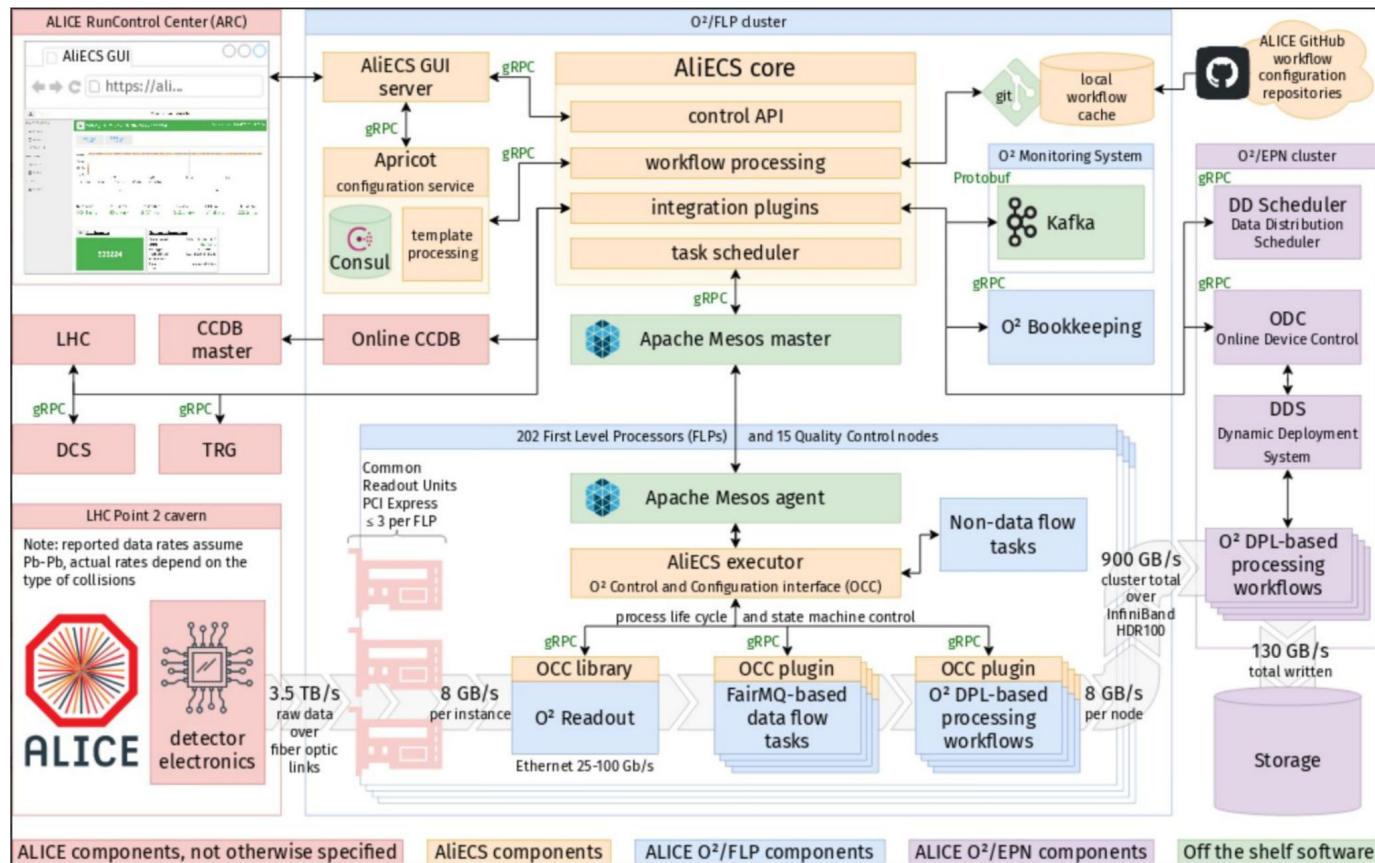 ALICE RunControl Center (ARC)
AliECS GUI
https://ali...
O²/FLP cluster
AliECS GUI
server
gRPC
gRPC
Apricot
configuration service
Consul
template
processing
gRPC
AliECS core
control API
workflow processing
integration plugins
task scheduler
gRPC
git
local
workflow
cache
ALICE GitHub
workflow
configuration
repositories
O² Monitoring System
Protobuf
Kafka
gRPC
O² Bookkeeping
O²/EPN cluster
gRPC
DD Scheduler
Data Distribution
Scheduler
gRPC
ODC
Online Device Control
DDS
Dynamic Deployment
System
O² DPL-based
processing
workflows
LHC
CCDB
master
Online CCDB
Apache Mesos master
gRPC
gRPC
DCS
TRG
202 First Level Processors (FLPs)
and 15 Quality Control nodes
Common
Readout Units
PCI Express
≤ 3 per FLP
Apache Mesos agent
AliECS executor
O² Control and Configuration interface (OCC)
Non-data flow
tasks
process life cycle
and state machine control
gRPC
gRPC
gRPC
OCC library
O² Readout
Ethernet 25-100 Gb/s
OCC plugin
FairMQ-based
data flow
tasks
OCC plugin
O² DPL-based
processing
workflows
LHC Point 2 cavern
Note: reported data rates assume
Pb-Pb, actual rates depend on the
type of collisions
ALICE
detector
electronics
3.5 TB/s
raw data
over
fiber optic
links
8 GB/s
per instance
8 GB/s
per node
900 GB/s
cluster total
over
InfiniBand
HDR100
130 GB/s
total written
Storage
ALICE components, not otherwise specified
AliECS components
ALICE O²/FLP components
ALICE O²/EPN components
Off the shelf software